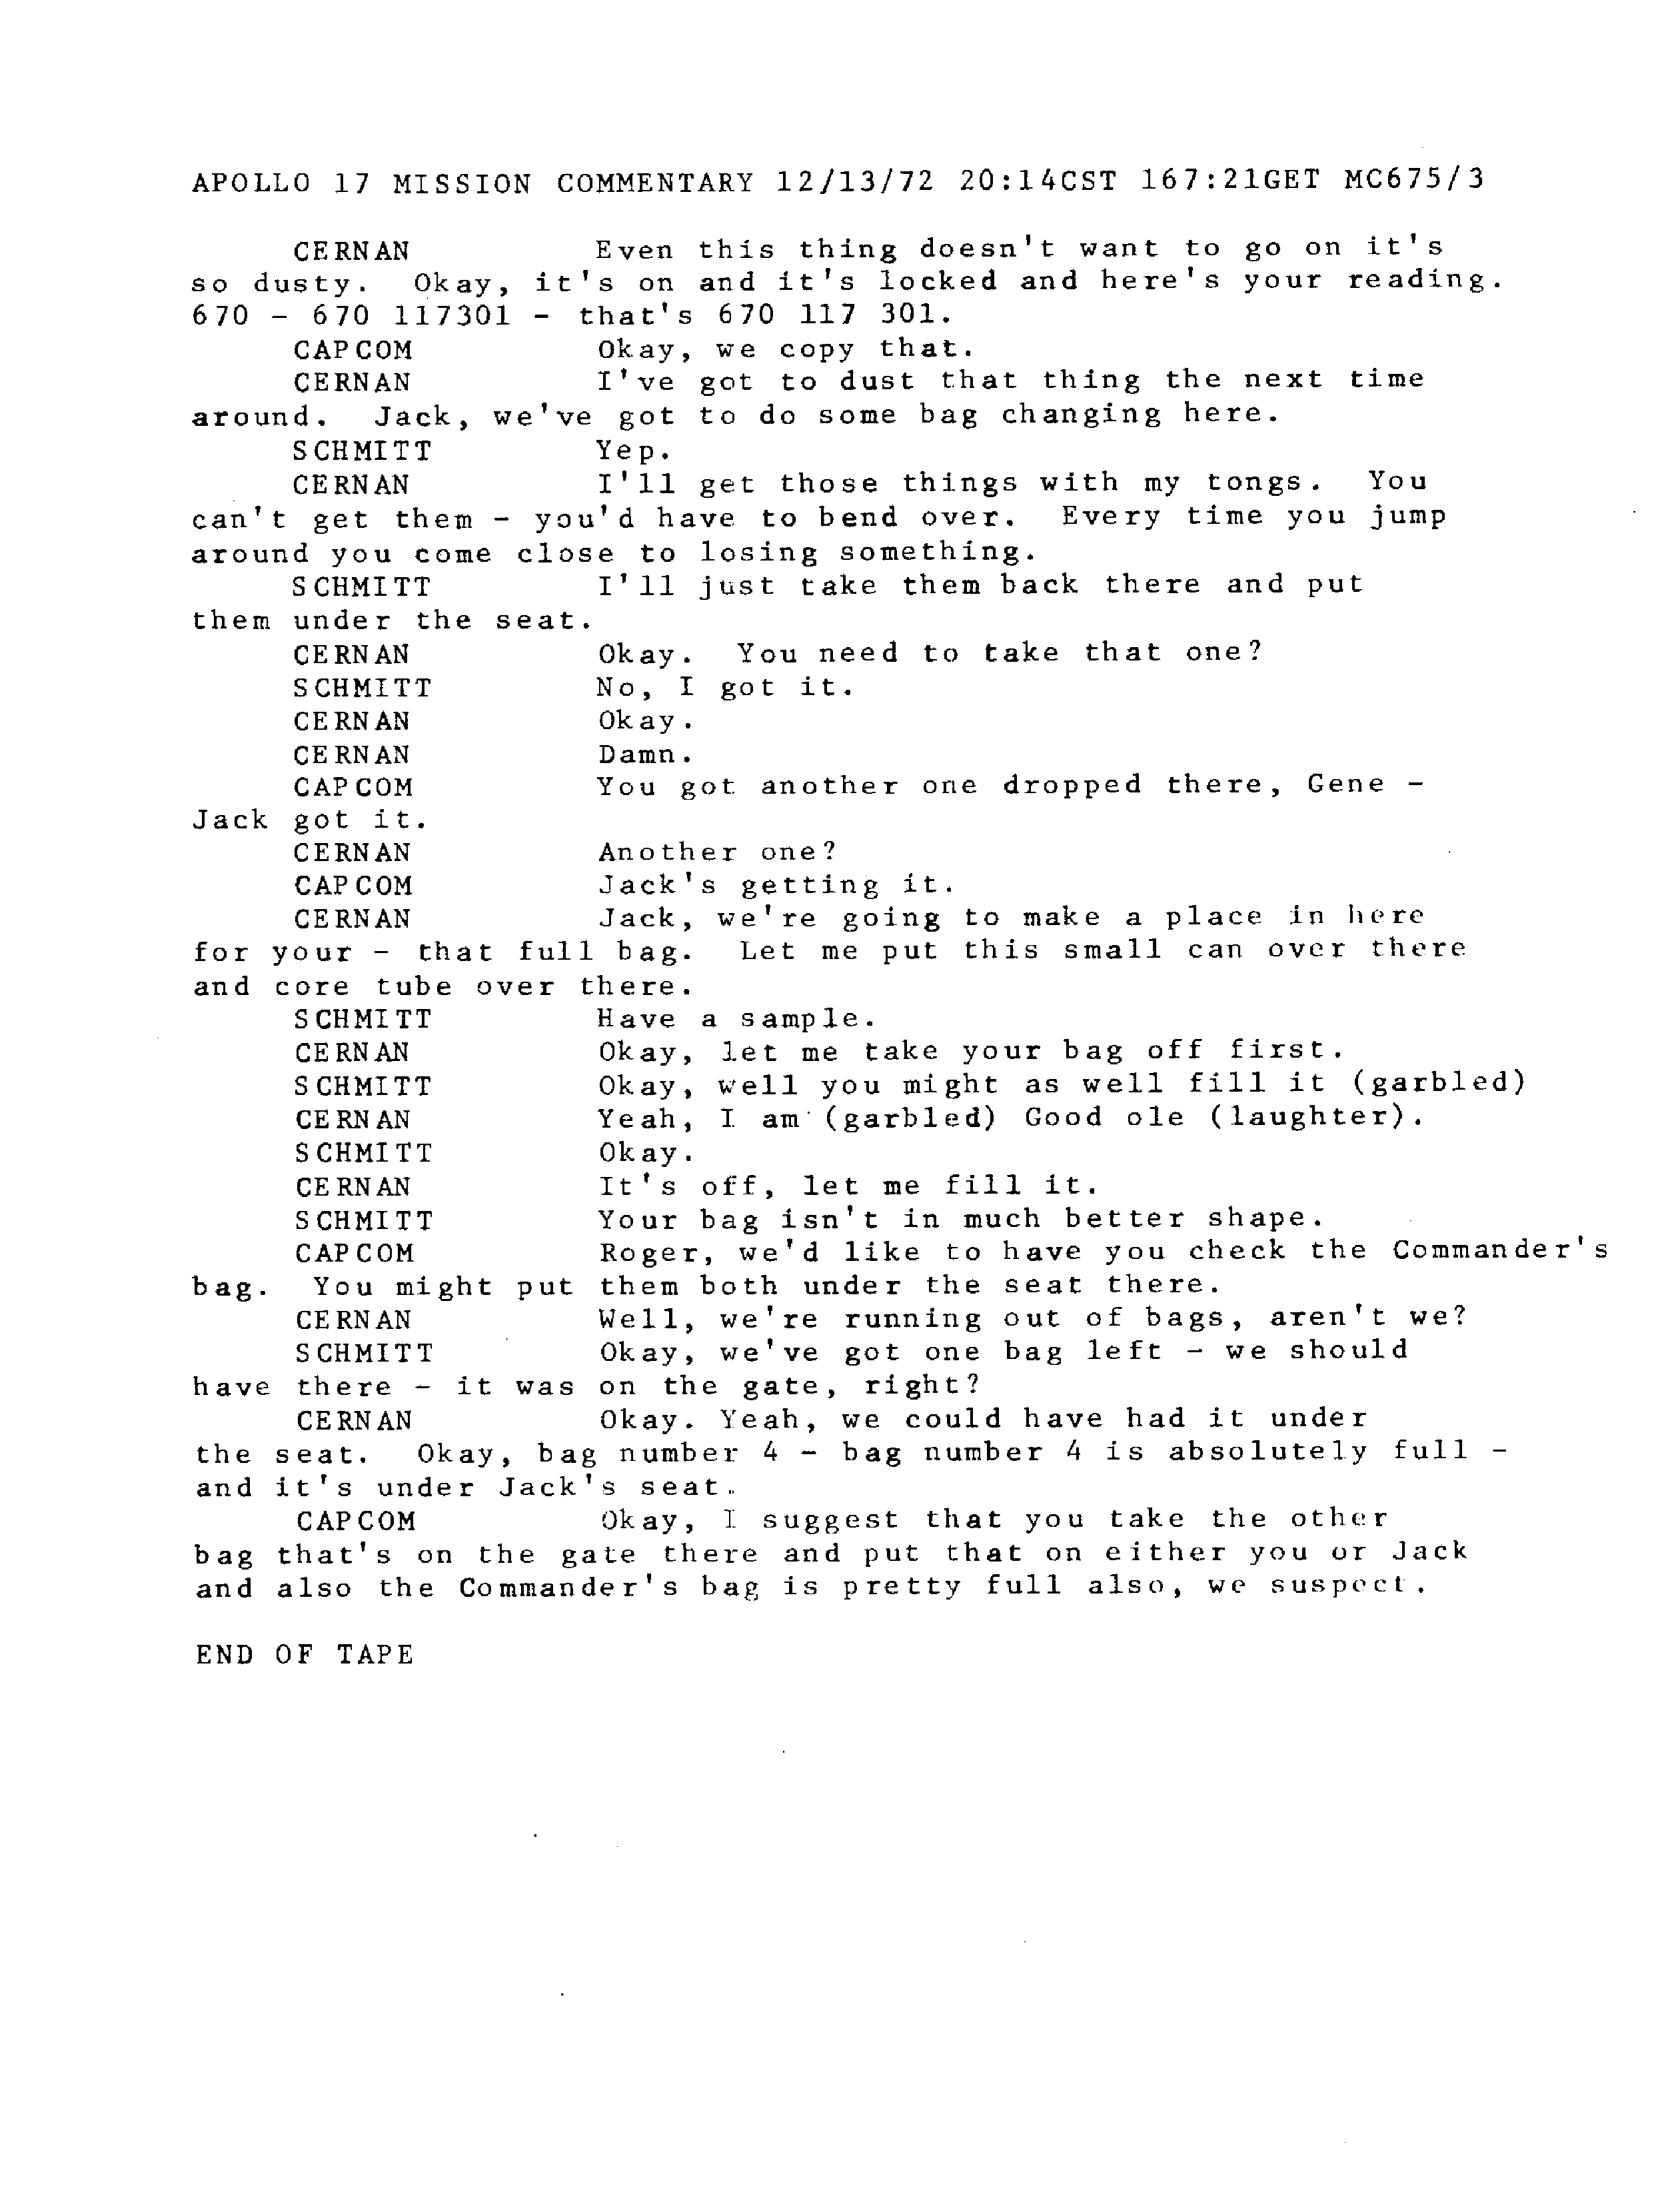 APOLLO 17 MISSION COMMENTARY 12/13/72 20:14CST 167:21GET MC675/3
CERNAN Even this thing doesn't want to go on it's
so dusty. Okay, it's on and it's locked and here's your reading.
670 - 670 117301 - that's 670 117 301.
CAPCOM Okay, we copy that.
CERNAN I've got to dust that thing the next time
around. Jack, we've got to do some bag changing here.
SCHMITT Yep.
CERNAN I'll get those things with my tongs. You
can't get them - you'd have to bend over. Every time you jump
around you come close to losing something.
SCHMITT I'll just take them back there and put
them under the seat.
CERNAN Okay. You need to take that one?
SCHMITT No, I got it.
CERNAN Okay.
CERNAN Damn.
CAPCOM You got another one dropped there, Gene -
Jack got it.
CERNAN Another one?
CAPCOM Jack's getting it.
CERNAN Jack, we're going to make a place in here
for your - that full bag. Let me put this small can over there
and core tube over there.
SCHMITT Have a sample.
CERNAN Okay, let me take your bag off first.
SCHMITT Okay, well you might as well fill it (garbled)
CERNAN Yeah, I am (garbled) Good ole (laughter).
SCHMITT Okay.
CERNAN It's off, let me fill it.
SCHMITT Your bag isn't in much better shape.
CAPCOM Roger, we'd like to have you check the Commander's
bag. You might put them both under the seat there.
CERNAN Well, we're running out of bags, aren't we?
SCHMITT Okay, we've got one bag left - we should
have there - it was on the gate, right?
CERNAN Okay. Yeah, we could have had it under
the seat. Okay, bag number 4 - bag number 4 is absolutely full -
and it's under Jack's seat.
CAPCOM Okay, I suggest that you take the other
bag that's on the gate there and put that on either you or Jack
and also the Commander's bag is pretty full also, we suspect.
END OF TAPE